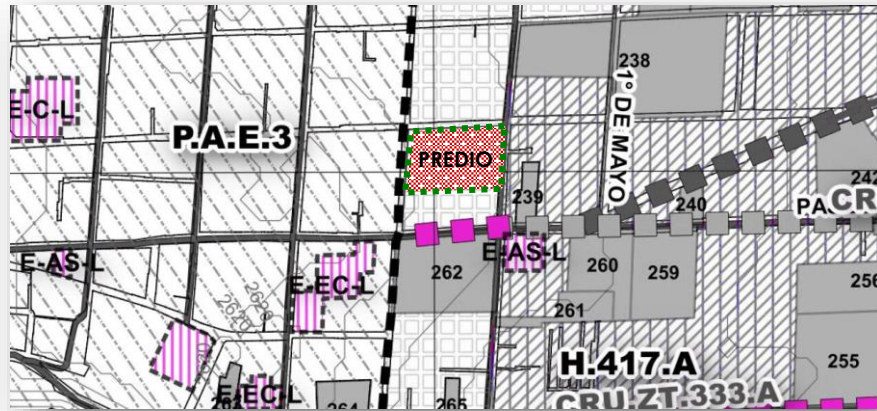 238
E-C-L
1° DE MAYO
P.A.E.3
PREDIO
242
239
240
CR
E-AS-L
E-AS-L
262
260
259
256
E-EC-L
261
255
H.417.A
CRU.ZT.333.A
E-EC-L
264
265